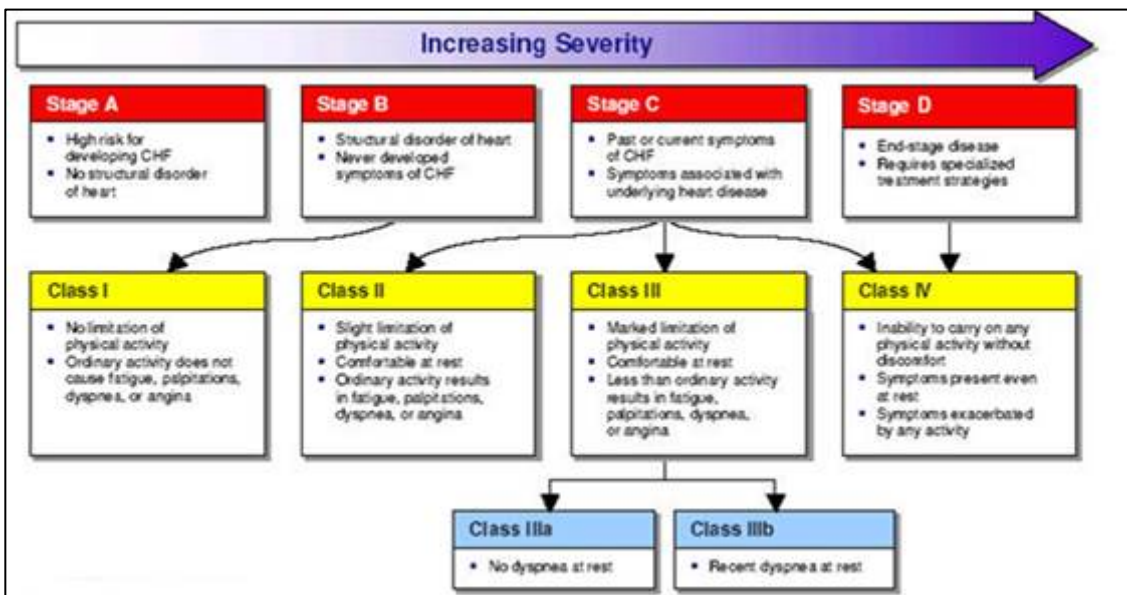 Increasing Severity
Stage A
• High risk for
developing CHF
• No structural disorder
of heart
Stage B
• Structural disorder of heart
• Never developed
symptoms of CHF
Stage C
• Past or current symptoms
of CHF
• Symptoms associated with
underlying heart disease
Stage D
• End-stage disease
• Requires specialized
treatment strategies
Class I
• No limitation of
physical activity
• Ordinary activity does not
cause fatigue, palpitations,
dyspnea, or angina
Class II
• Slight limitation of
physical activity
• Comfortable at rest
• Ordinary activity results
in fatigue, palpitations,
dyspnea, or angina
Class III
• Marked limitation of
physical activity
• Comfortable at rest
• Less than ordinary activity
results in fatigue,
palpitations, dyspnea,
or angina
Class IV
• Inability to carry on any
physical activity without
discomfort
• Symptoms present even
at rest
• Symptoms exacerbated
by any activity
Class IIIa
• No dyspnea at rest
Class IIIb
• Recent dyspnea at rest